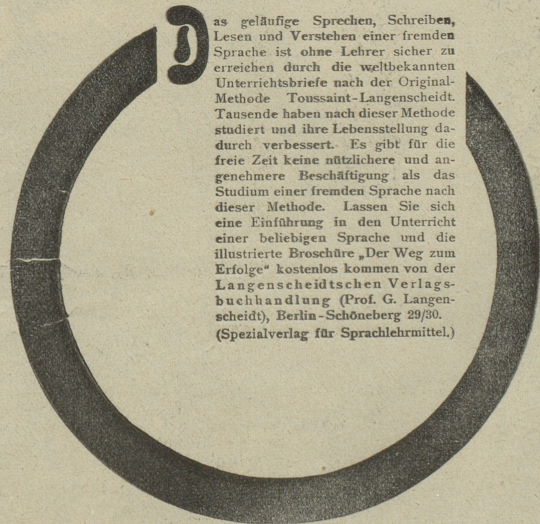 Das geläufige Sprechen, Schreiben,
Lesen und Verstehen einer fremden
Sprache ist ohne Lehrer sicher zu
erreichen durch die weltbekannten
Unterrichtsbriefe nach der Original-
Methode Toussaint-Langenscheidt.
Tausende haben nach dieser Methode
studiert und ihre Lebensstellung da-
durch verbessert. Es gibt für die
freie Zeit keine nützlichere und an-
genehmere Beschäftigung als das
Studium einer fremden Sprache nach
dieser Methode. Lassen Sie sich
eine Einführung in den Unterricht
einer beliebigen Sprache und die
illustrierte Broschüre „Der Weg zum
Erfolge“ kostenlos kommen von der
Langenscheidtschen Verlags-
buchhandlung (Prof. G. Langen-
scheidt), Berlin-Schöneberg 29/30.
(Spezialverlag für Sprachlehrmittel.)